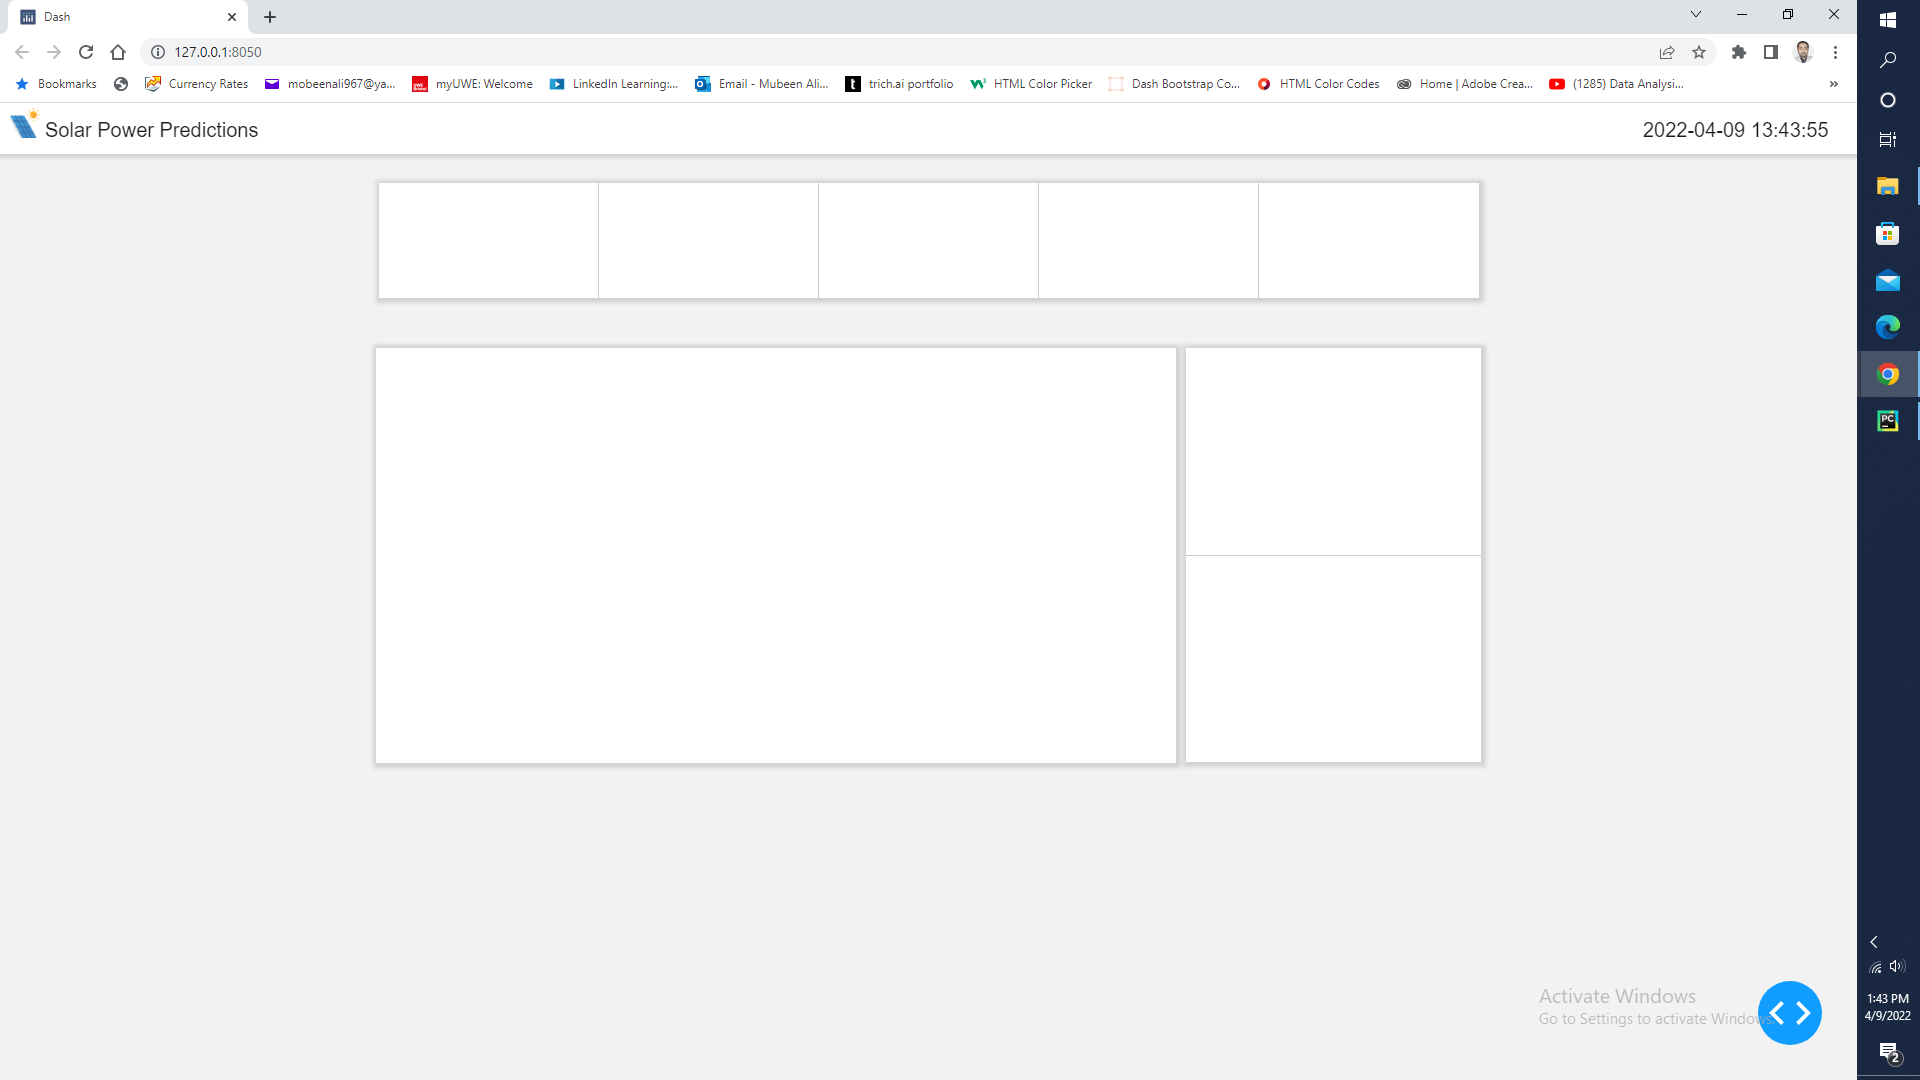 Dash
127.0.0.1:8050
Bookmarks Currency Rates mobeenali967@ya... myUWE: Welcome LinkedIn Learning:... Email - Mubeen Ali... trich.ai portfolio HTML Color Picker Dash Bootstrap Co... HTML Color Codes Home | Adobe Crea... (1285) Data Analysi... »
Solar Power Predictions 2022-04-09 13:43:55
PC
Activate Windows
Go to Settings to activate Windows.
1:43 PM
4/9/2022
2